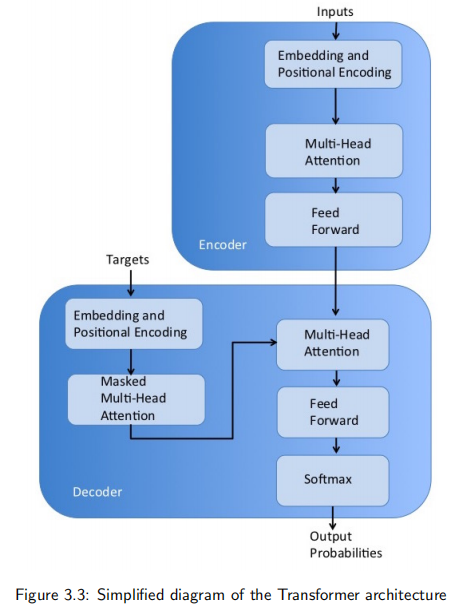 Inputs
Embedding and
Positional Encoding
Multi-Head
Attention
Feed
Forward
Encoder
Targets
Embedding and
Positional Encoding
Masked
Multi-Head
Attention
Multi-Head
Attention
Feed
Forward
Softmax
Decoder
Output
Probabilities
Figure 3.3: Simplified diagram of the Transformer architecture